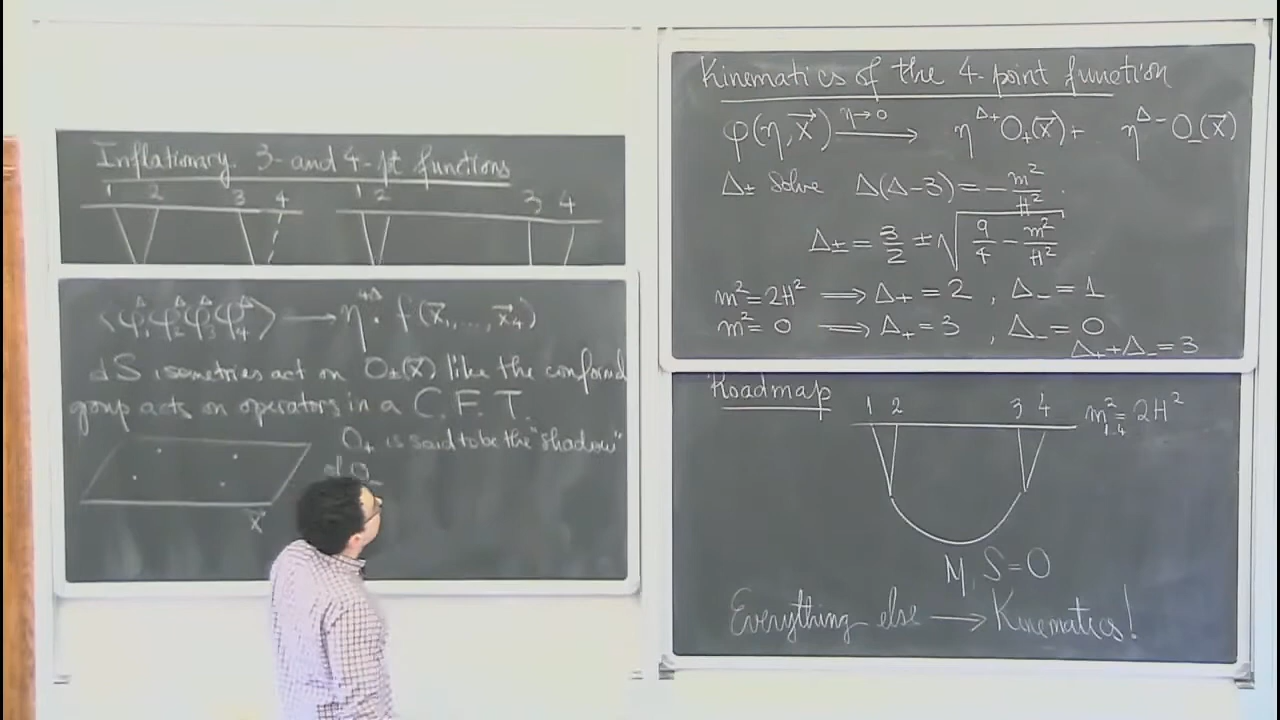 Inflationary 3- and 4-pt functions
1 2 3 4 1 2 3 4
⟨φ₁^Δ φ₂^Δ φ₃^Δ φ₄^Δ⟩ ⟶ η^{4Δ} · f(x⃗₁, ..., x⃗₄)
dS isometries act on O±(x⃗) like the conformal
group acts on operators in a C.F.T.
O₊ is said to be the "shadow"
of O₋
x⃗
Kinematics of the 4-point function
φ(η, x⃗) ⟶^{η→0} η^{Δ₊} O₊(x⃗) + η^{Δ₋} O₋(x⃗)
Δ± solve Δ(Δ-3) = - m²/H² .
Δ± = 3/2 ± √(9/4 - m²/H²)
m² = 2H² ⟹ Δ₊ = 2 , Δ₋ = 1
m² = 0 ⟹ Δ₊ = 3 , Δ₋ = 0
Δ₊ + Δ₋ = 3
Roadmap
1 2 3 4 m²₁₋₄ = 2H²
M, S = 0
Everything else ⟶ Kinematics!